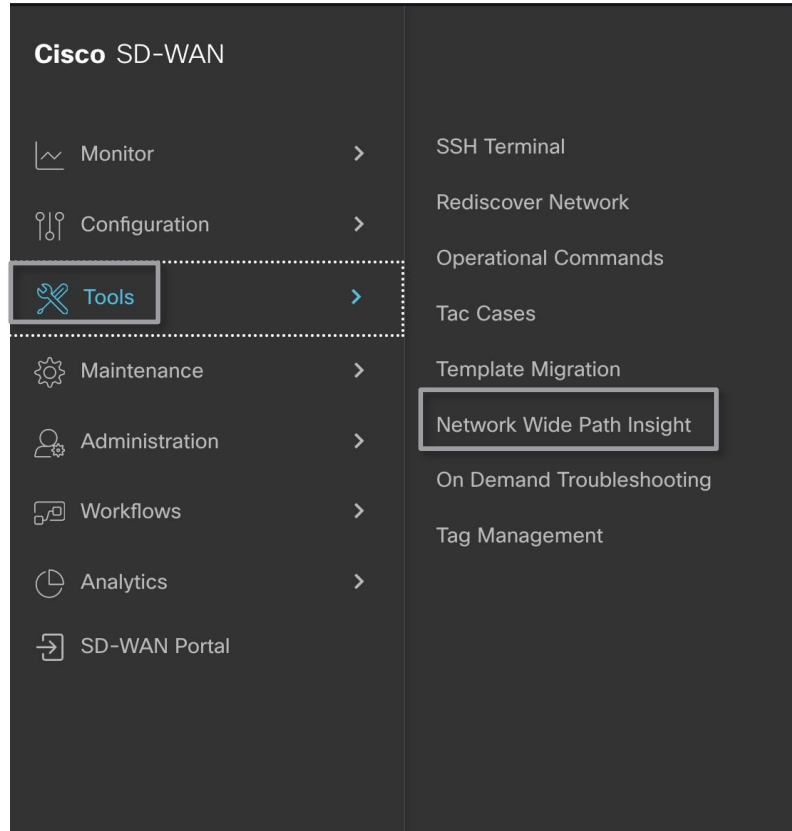 Cisco SD-WAN
Monitor
Configuration
Tools
Maintenance
Administration
Workflows
Analytics
SD-WAN Portal
SSH Terminal
Rediscover Network
Operational Commands
Tac Cases
Template Migration
Network Wide Path Insight
On Demand Troubleshooting
Tag Management